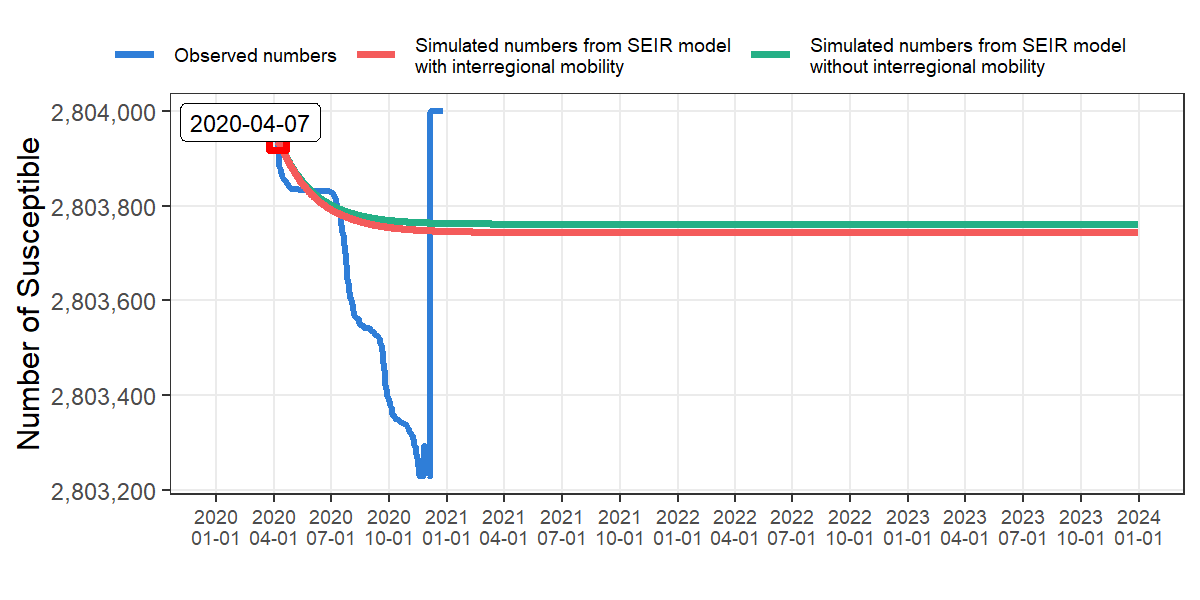 Observed numbers
Simulated numbers from SEIR model
with interregional mobility
Simulated numbers from SEIR model
without interregional mobility
Number of Susceptible
2,804,000
2,803,800
2,803,600
2,803,400
2,803,200
2020-04-07
2020 2020 2020 2020 2021 2021 2021 2021 2022 2022 2022 2022 2023 2023 2023 2023 2024
01-01 04-01 07-01 10-01 01-01 04-01 07-01 10-01 01-01 04-01 07-01 10-01 01-01 04-01 07-01 10-01 01-01